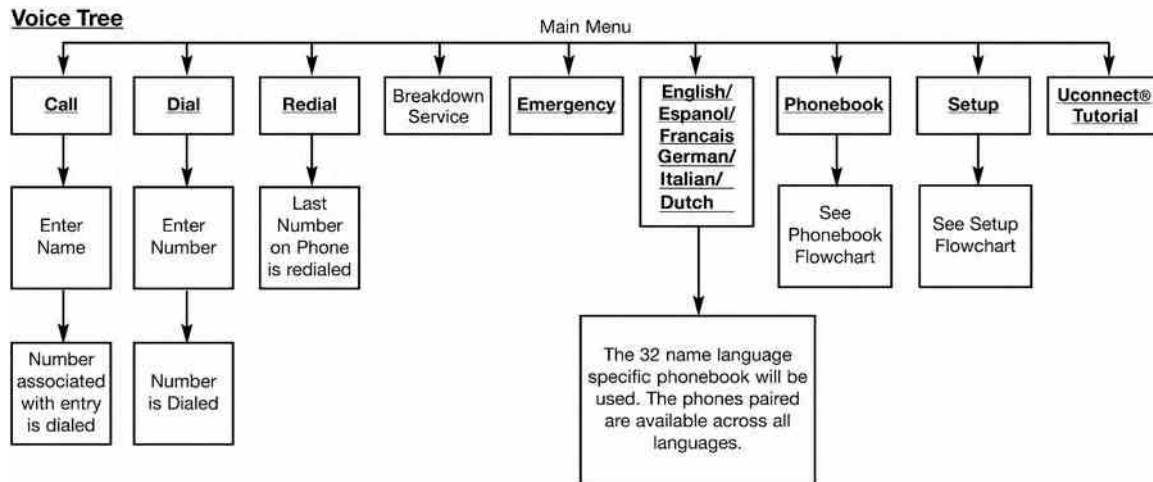 Voice Tree
Main Menu
Call
Dial
Redial
Breakdown
Service
Emergency
English/
Espanol/
Francais
German/
Italian/
Dutch
Phonebook
Setup
Uconnect®
Tutorial
Enter
Name
Enter
Number
Last
Number
on Phone
is redialed
See
Phonebook
Flowchart
See Setup
Flowchart
Number
associated
with entry
is dialed
Number
is Dialed
The 32 name language
specific phonebook will be
used. The phones paired
are available across all
languages.